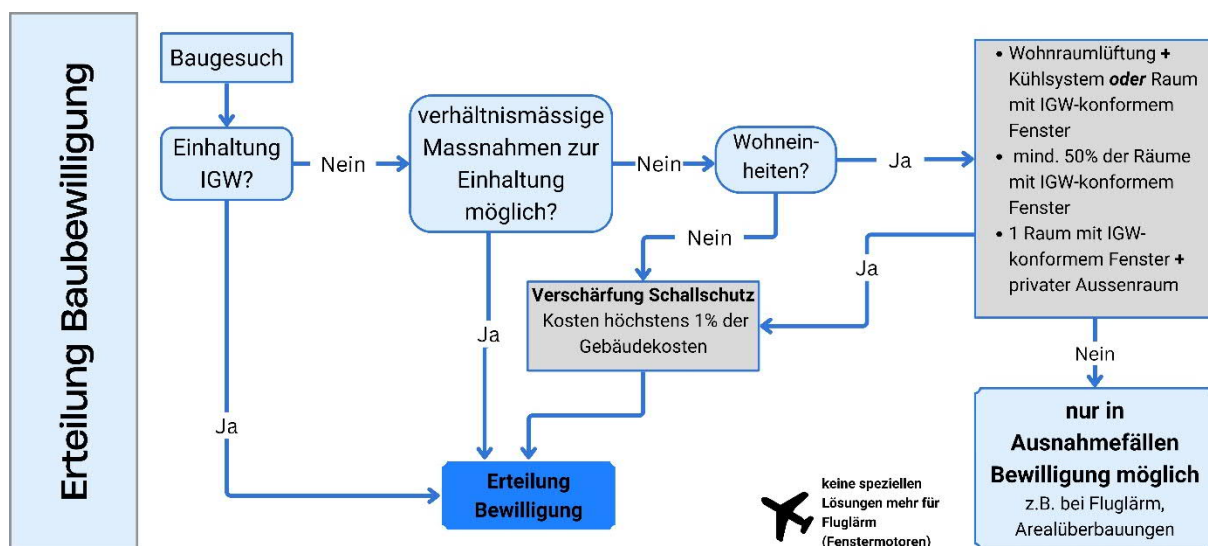 Erteilung Baubewilligung
Baugesuch
Einhaltung
IGW?
Nein
verhältnismässige
Massnahmen zur
Einhaltung
möglich?
Nein
Wohnein-
heiten?
Ja
• Wohnraumlüftung +
Kühlsystem oder Raum
mit IGW-konformem
Fenster
• mind. 50% der Räume
mit IGW-konformem
Fenster
• 1 Raum mit IGW-
konformem Fenster +
privater Aussenraum
Nein
Ja
Verschärfung Schallschutz
Kosten höchstens 1% der
Gebäudekosten
Ja
Nein
Ja
Erteilung
Bewilligung
nur in
Ausnahmefällen
Bewilligung möglich
z.B. bei Fluglärm,
Arealüberbauungen
keine speziellen
Lösungen mehr für
Fluglärm
(Fenstermotoren)